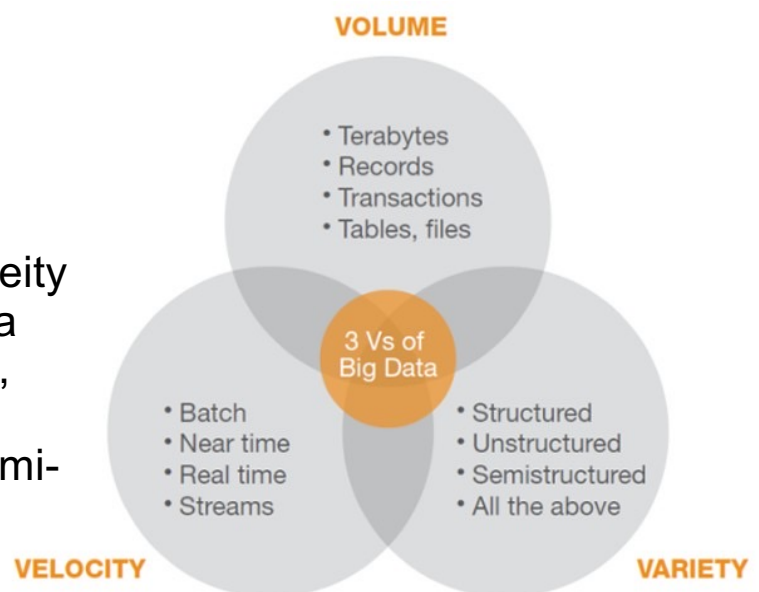 VOLUME
• Terabytes
• Records
• Transactions
• Tables, files
eity
a
,
mi-
3 Vs of
Big Data
• Batch
• Near time
• Real time
• Streams
• Structured
• Unstructured
• Semistructured
• All the above
VELOCITY
VARIETY